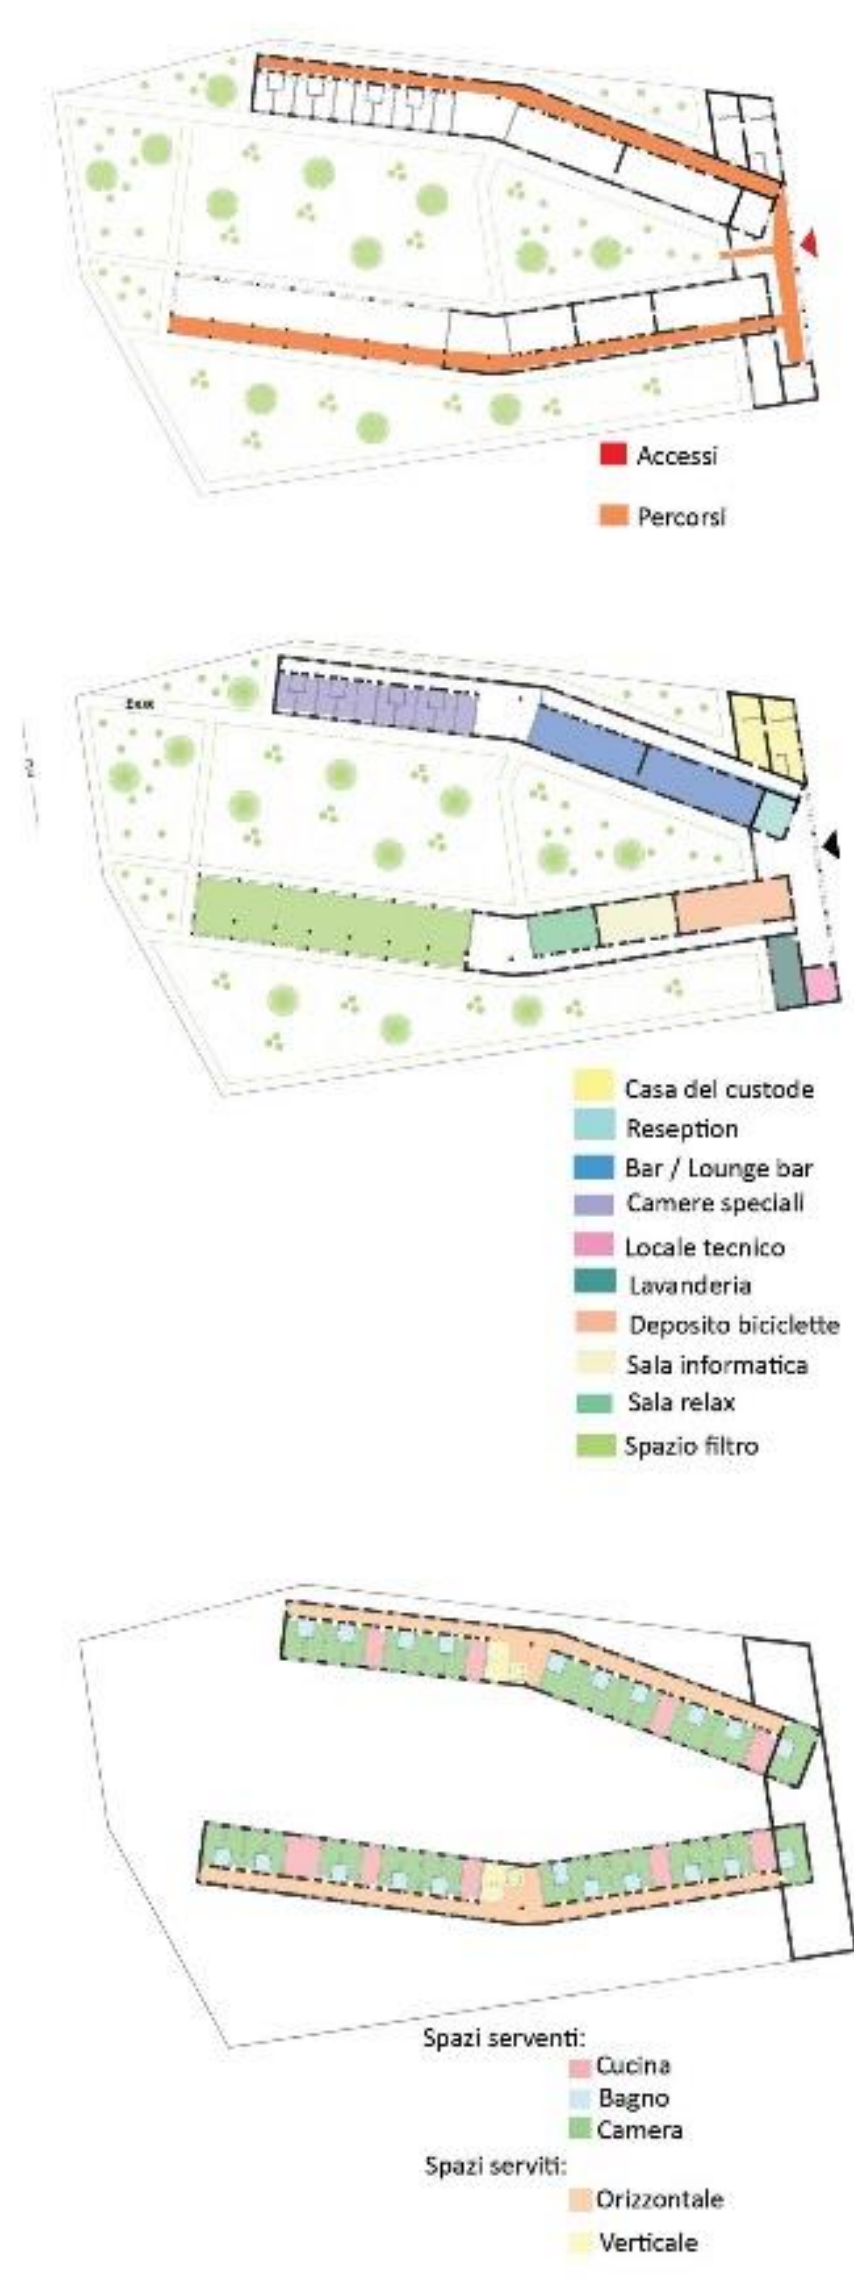 Accessi
Percorsi
Casa del custode
Reseption
Bar / Lounge bar
Camere speciali
Locale tecnico
Lavanderia
Deposito biciclette
Sala informatica
Sala relax
Spazio filtro
Spazi serventi:
Cucina
Bagno
Camera
Spazi serviti:
Orizzontale
Verticale